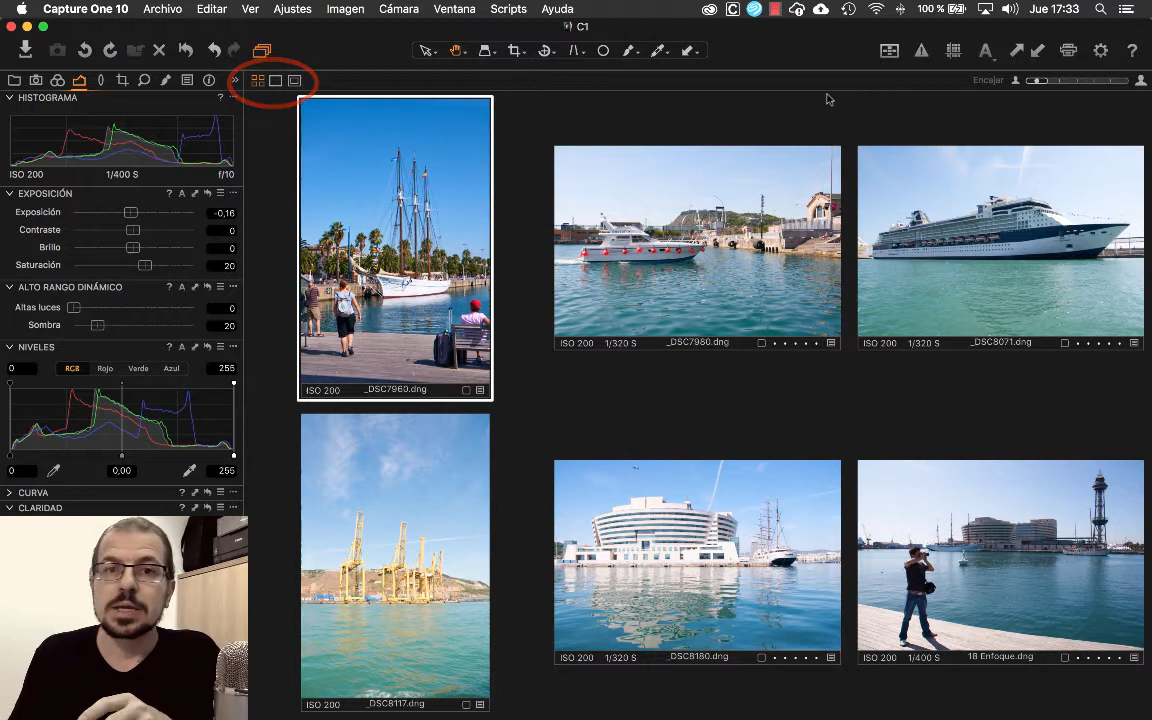 Capture One 10 Archivo Editar Ver Ajustes Imagen Cámara Ventana Scripts Ayuda 100 % Jue 17:33
C1
Encajar
HISTOGRAMA ?
ISO 200 1/400 S f/10
EXPOSICIÓN ? A
Exposición -0,16
Contraste 0
Brillo 0
Saturación 20
ALTO RANGO DINÁMICO ? A
Altas luces 0
Sombra 20
NIVELES ? A
0 RGB Rojo Verde Azul 255
0 0,00 255
CURVA ? A
CLARIDAD ? A
ISO 200 _DSC7960.dng
ISO 200 1/320 S _DSC7980.dng
ISO 200 1/320 S _DSC8071.dng
ISO 200 _DSC8117.dng
ISO 200 1/320 S _DSC8180.dng
ISO 200 1/400 S 18 Enfoque.dng